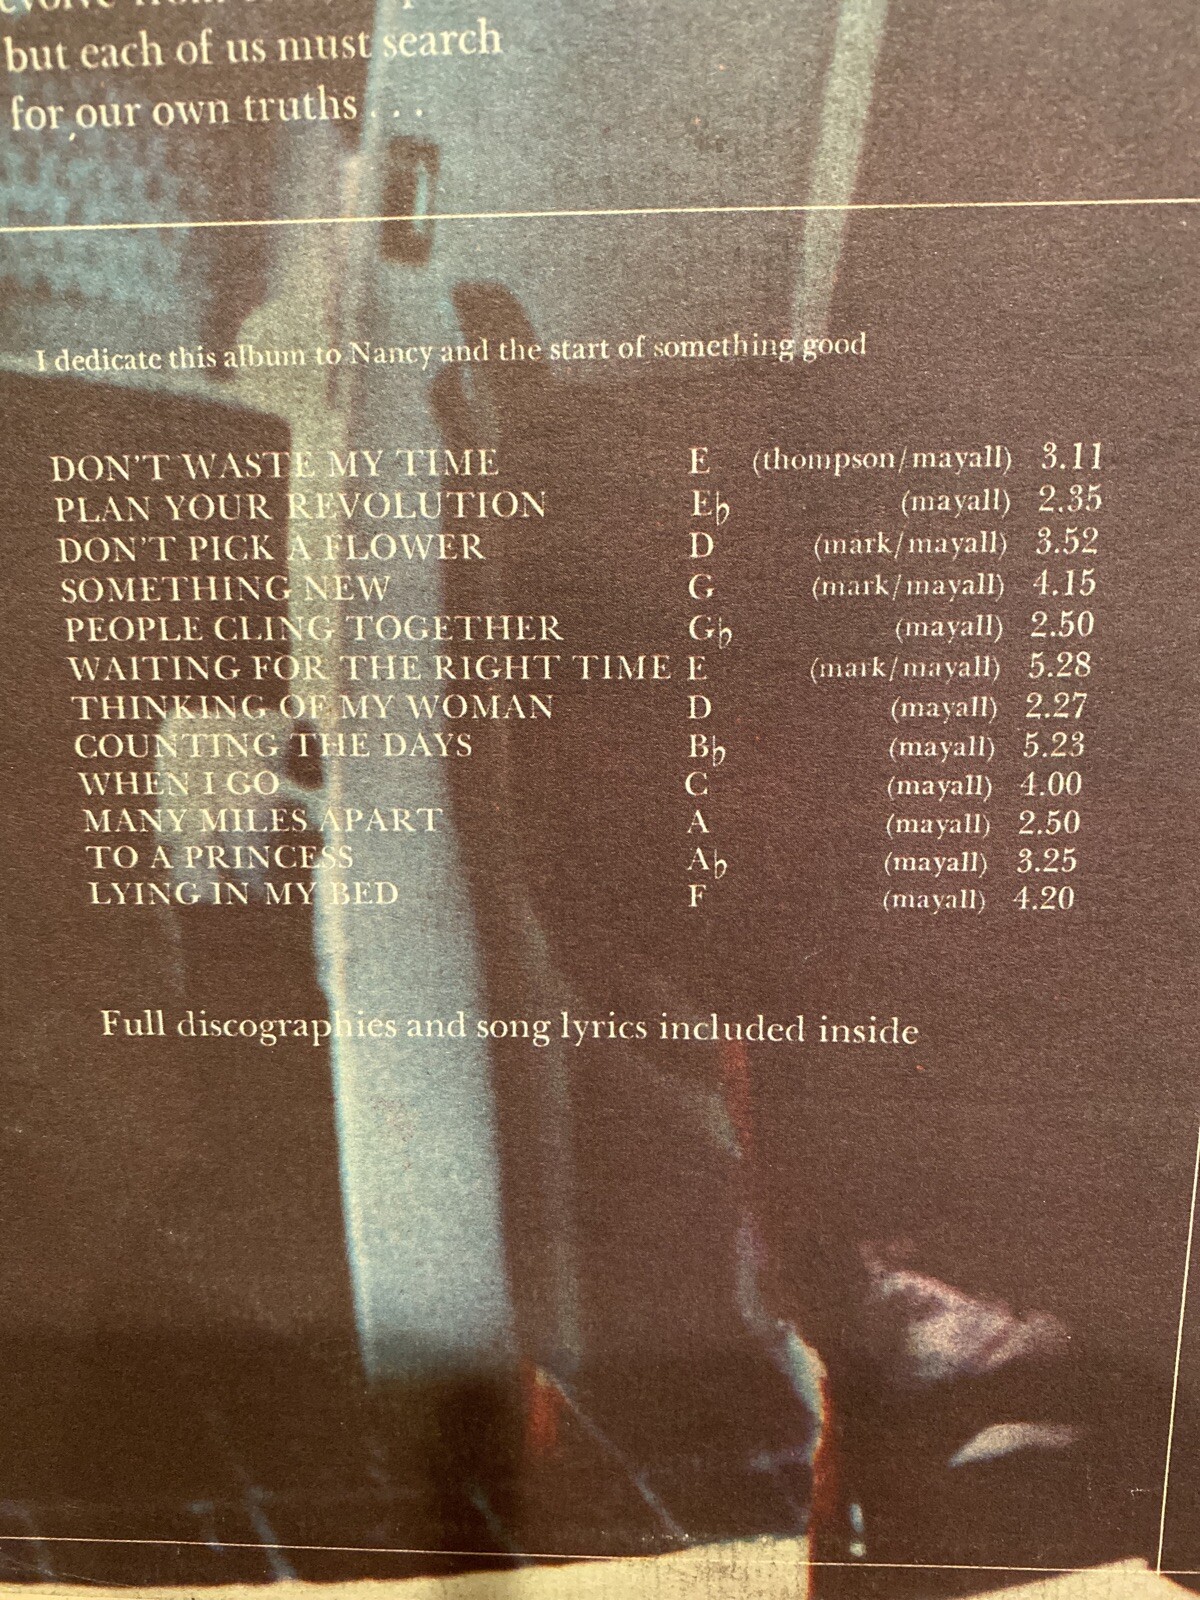 but each of us must search
for our own truths . . .
I dedicate this album to Nancy and the start of something good
DON'T WASTE MY TIME E (thompson/mayall) 3.11
PLAN YOUR REVOLUTION E♭ (mayall) 2.35
DON'T PICK A FLOWER D (mark/mayall) 3.52
SOMETHING NEW G (mark/mayall) 4.15
PEOPLE CLING TOGETHER G♭ (mayall) 2.50
WAITING FOR THE RIGHT TIME E (mark/mayall) 5.28
THINKING OF MY WOMAN D (mayall) 2.27
COUNTING THE DAYS B♭ (mayall) 5.23
WHEN I GO C (mayall) 4.00
MANY MILES APART A (mayall) 2.50
TO A PRINCESS A♭ (mayall) 3.25
LYING IN MY BED F (mayall) 4.20
Full discographies and song lyrics included inside